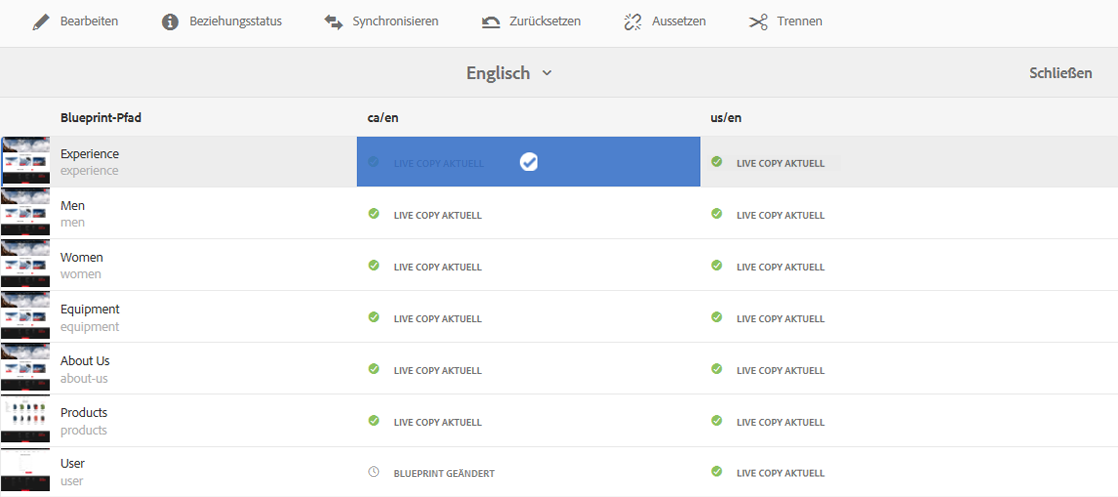 Bearbeiten Beziehungsstatus Synchronisieren Zurücksetzen Aussetzen Trennen
Englisch Schließen
Blueprint-Pfad ca/en us/en
Experience LIVE COPY AKTUELL LIVE COPY AKTUELL
experience
Men LIVE COPY AKTUELL LIVE COPY AKTUELL
men
Women LIVE COPY AKTUELL LIVE COPY AKTUELL
women
Equipment LIVE COPY AKTUELL LIVE COPY AKTUELL
equipment
About Us LIVE COPY AKTUELL LIVE COPY AKTUELL
about-us
Products LIVE COPY AKTUELL LIVE COPY AKTUELL
products
User BLUEPRINT GEÄNDERT LIVE COPY AKTUELL
user